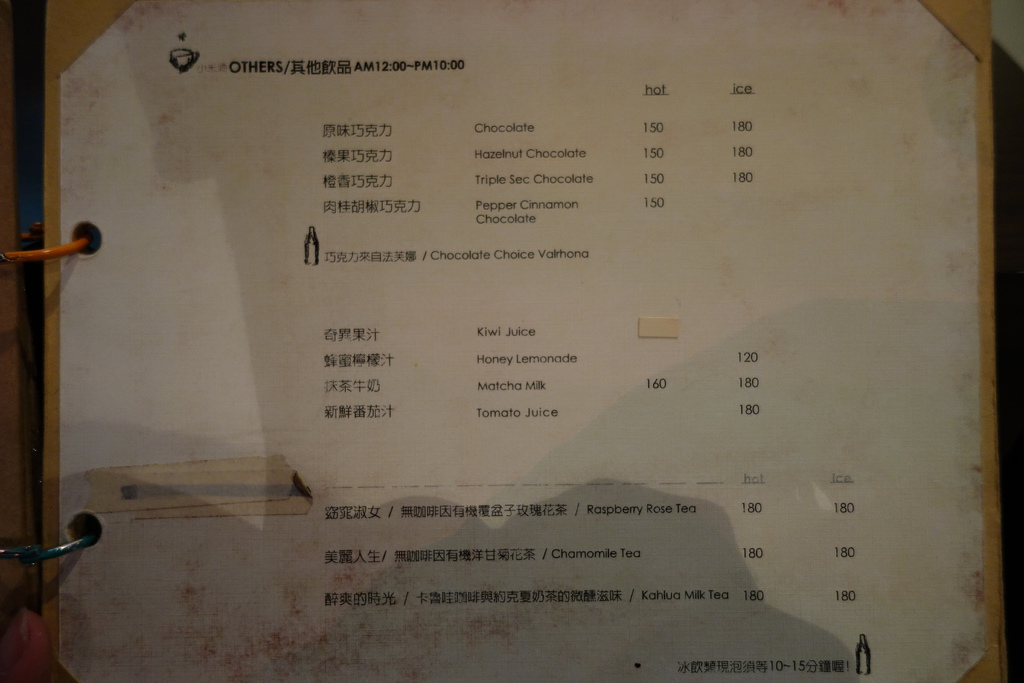 OTHERS/其他飲品 AM12:00~PM10:00
hot ice
原味巧克力 Chocolate 150 180
榛果巧克力 Hazelnut Chocolate 150 180
橙香巧克力 Triple Sec Chocolate 150 180
肉桂胡椒巧克力 Pepper Cinnamon 150
Chocolate
巧克力來自法芙娜 / Chocolate Choice Valrhona
奇異果汁 Kiwi Juice
蜂蜜檸檬汁 Honey Lemonade 120
抹茶牛奶 Matcha Milk 160 180
新鮮番茄汁 Tomato Juice 180
hot ice
窈窕淑女 / 無咖啡因有機覆盆子玫瑰花茶 / Raspberry Rose Tea 180 180
美麗人生/ 無咖啡因有機洋甘菊花茶 / Chamomile Tea 180 180
醉爽的時光 / 卡魯哇咖啡與約克夏奶茶的微醺滋味 / Kahlua Milk Tea 180 180
冰飲類現泡須等10~15分鐘喔!